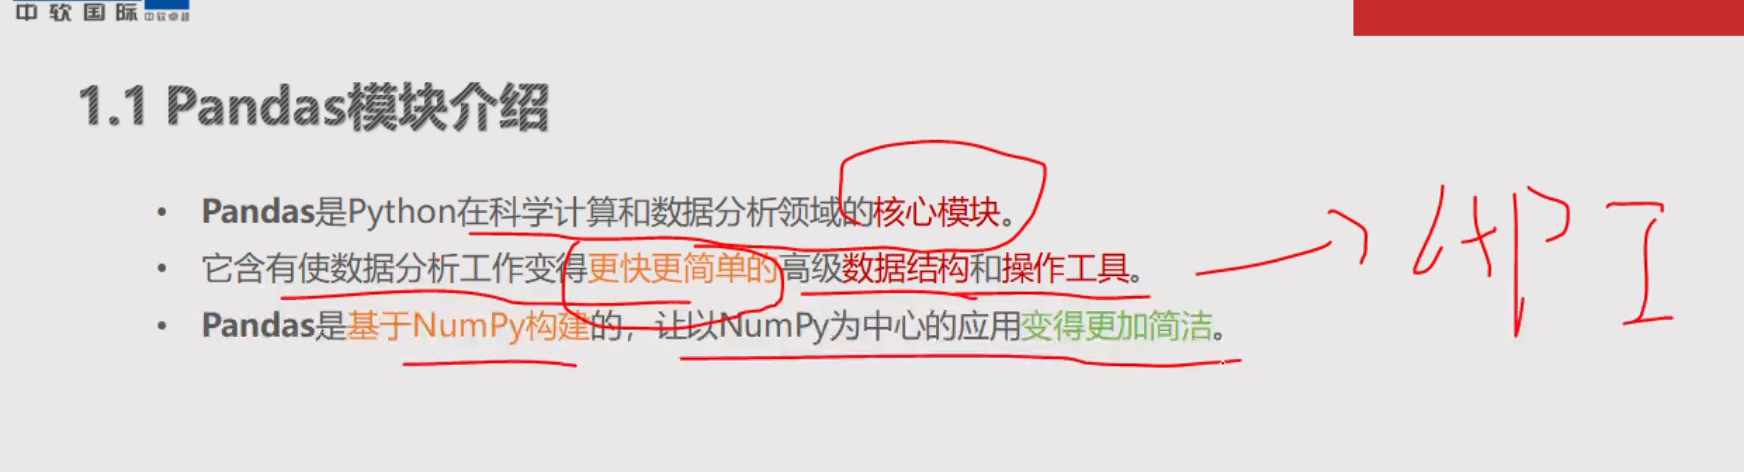 中软国际 中软卓越
1.1 Pandas模块介绍
• Pandas是Python在科学计算和数据分析领域的核心模块。
• 它含有使数据分析工作变得更快更简单的高级数据结构和操作工具。
API
• Pandas是基于NumPy构建的，让以NumPy为中心的应用变得更加简洁。